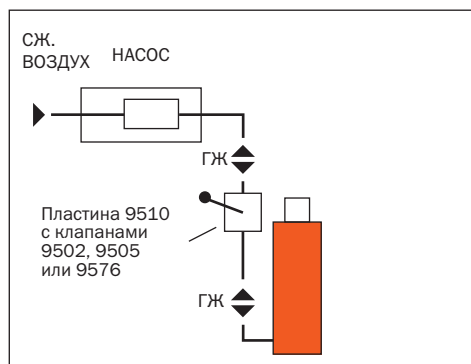 СЖ.
ВОЗДУХ
НАСОС
ГЖ
Пластина 9510
с клапанами
9502, 9505
или 9576
ГЖ